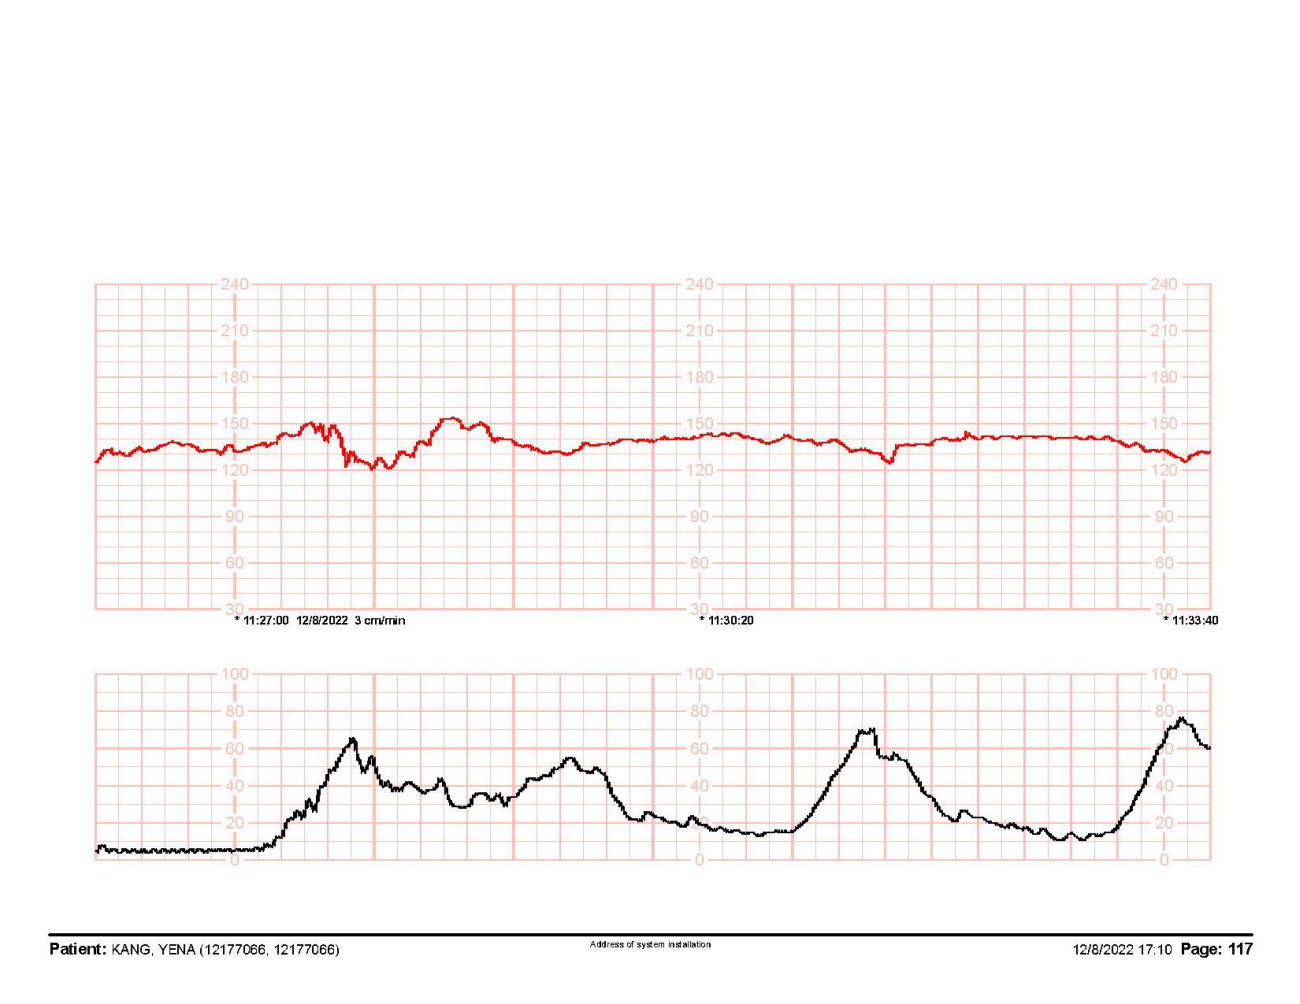 240 240 240
210 210 210
180 180 180
150 150 150
120 120 120
90 90 90
60 60 60
30 30 30
* 11:27:00 12/8/2022 3 cm/min * 11:30:20 * 11:33:40
100 100 100
80 80 80
60 60 60
40 40 40
20 20 20
0 0 0
Patient: KANG, YENA (12177066, 12177066) Address of system installation 12/8/2022 17:10 Page: 117